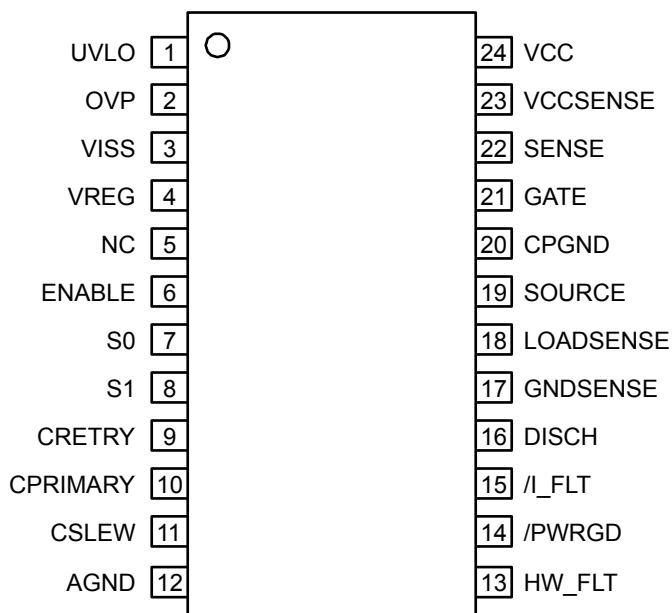 UVLO 1 24 VCC
OVP 2 23 VCCSENSE
VISS 3 22 SENSE
VREG 4 21 GATE
NC 5 20 CPGND
ENABLE 6 19 SOURCE
S0 7 18 LOADSENSE
S1 8 17 GNDSENSE
CRETRY 9 16 DISCH
CPRIMARY 10 15 /I_FLT
CSLEW 11 14 /PWRGD
AGND 12 13 HW_FLT